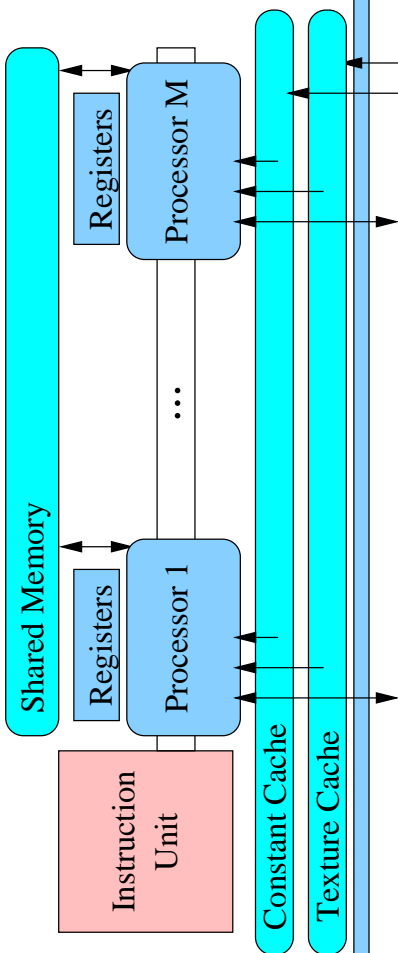 Shared Memory
Registers
Processor 1
...
Registers
Processor M
Instruction
Unit
Constant Cache
Texture Cache